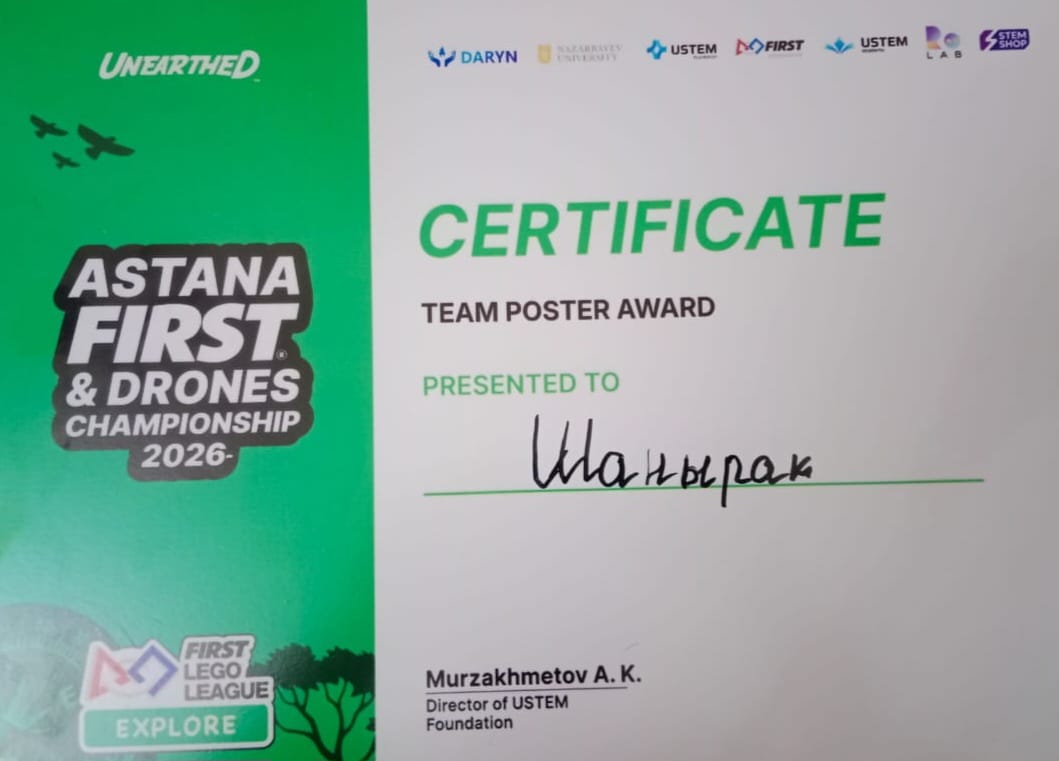 UNEARTHED
ASTANA
FIRST
& DRONES
CHAMPIONSHIP
2026-
FIRST
LEGO
LEAGUE
EXPLORE
DARYN
NAZARBAYEV
UNIVERSITY
USTEM
FIRST
USTEM
Ro
LAB
STEM
SHOP
CERTIFICATE
TEAM POSTER AWARD
PRESENTED TO
Шанырак
Murzakhmetov A. K.
Director of USTEM
Foundation